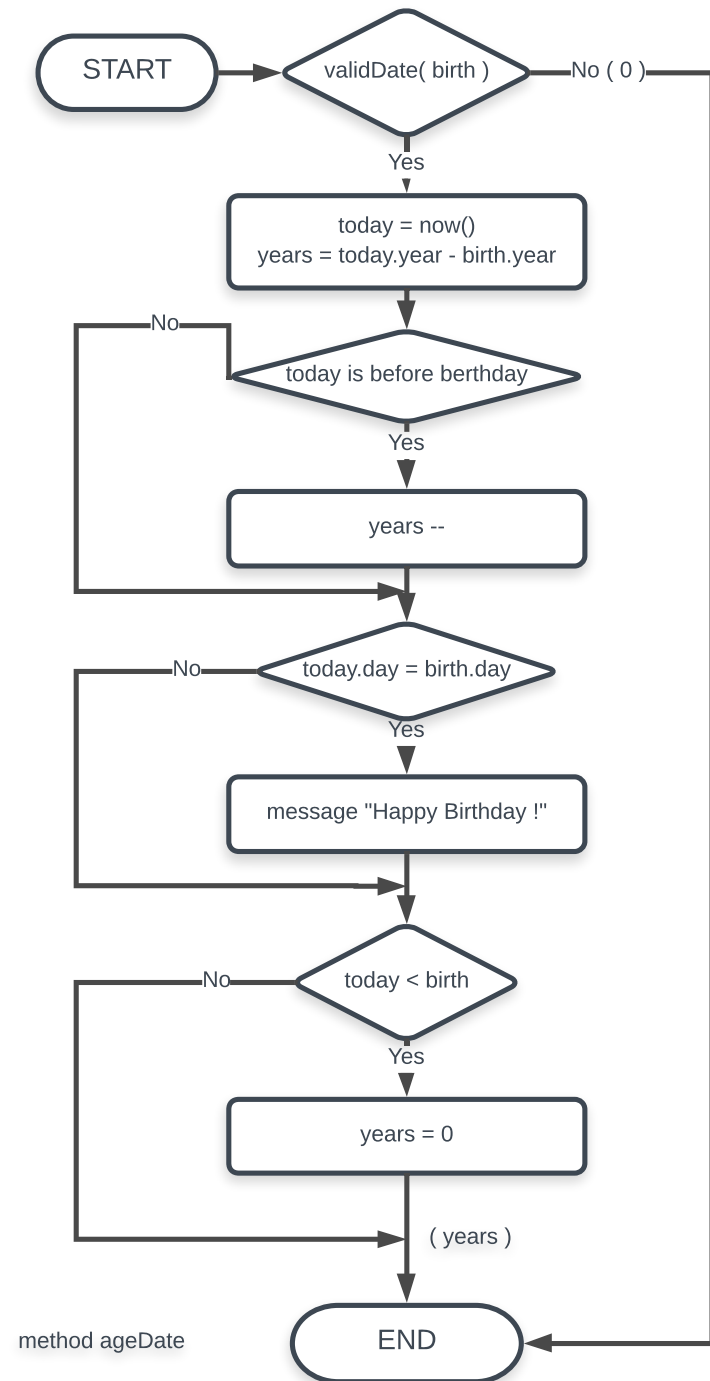 START
validDate( birth )
No ( 0 )
Yes
today = now()
years = today.year - birth.year
No
today is before berthday
Yes
years --
No
today.day = birth.day
Yes
message "Happy Birthday !"
No
today < birth
Yes
years = 0
( years )
method ageDate
END